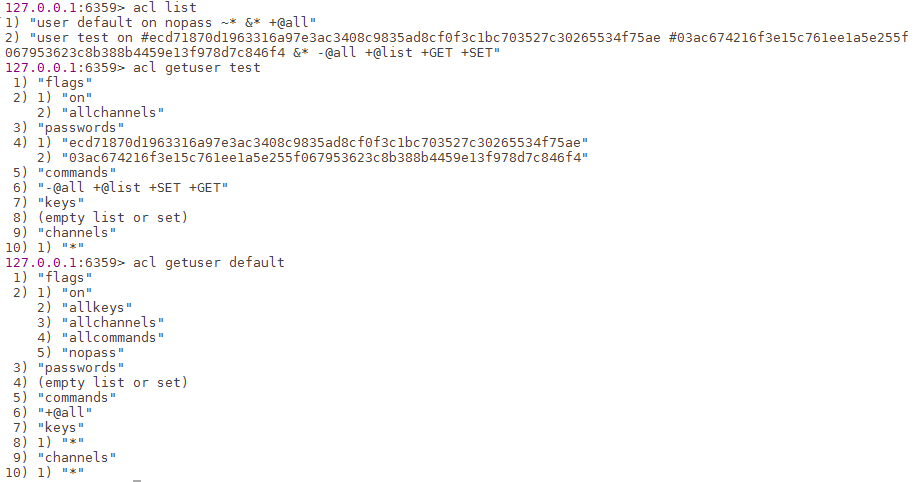 127.0.0.1:6359> acl list
1) "user default on nopass ~* &* +@all"
2) "user test on #ecd71870d1963316a97e3ac3408c9835ad8cf0f3c1bc703527c30265534f75ae #03ac674216f3e15c761ee1a5e255f
067953623c8b388b4459e13f978d7c846f4 &* -@all +@list +GET +SET"
127.0.0.1:6359> acl getuser test
 1) "flags"
 2) 1) "on"
    2) "allchannels"
 3) "passwords"
 4) 1) "ecd71870d1963316a97e3ac3408c9835ad8cf0f3c1bc703527c30265534f75ae"
    2) "03ac674216f3e15c761ee1a5e255f067953623c8b388b4459e13f978d7c846f4"
 5) "commands"
 6) "-@all +@list +SET +GET"
 7) "keys"
 8) (empty list or set)
 9) "channels"
10) 1) "*"
127.0.0.1:6359> acl getuser default
 1) "flags"
 2) 1) "on"
    2) "allkeys"
    3) "allchannels"
    4) "allcommands"
    5) "nopass"
 3) "passwords"
 4) (empty list or set)
 5) "commands"
 6) "+@all"
 7) "keys"
 8) 1) "*"
 9) "channels"
10) 1) "*"